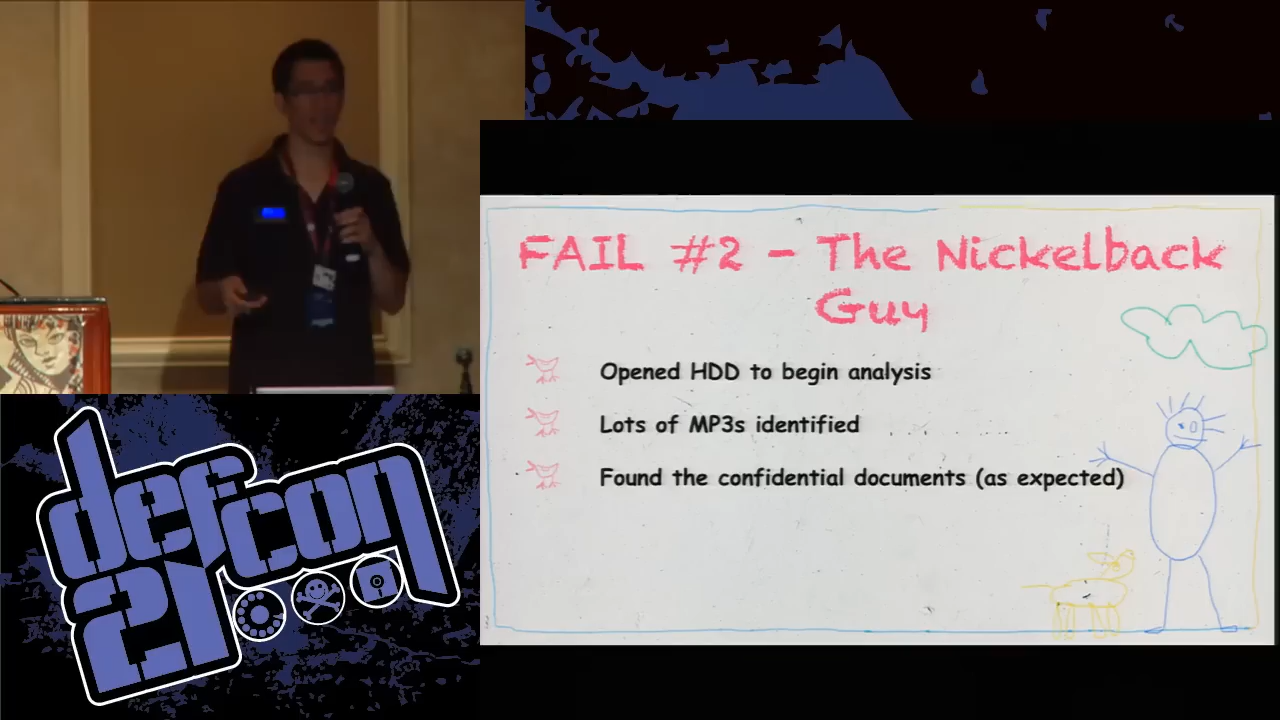 FAIL #2 - The Nickelback
Guy
Opened HDD to begin analysis
Lots of MP3s identified
Found the confidential documents (as expected)
defcon
21